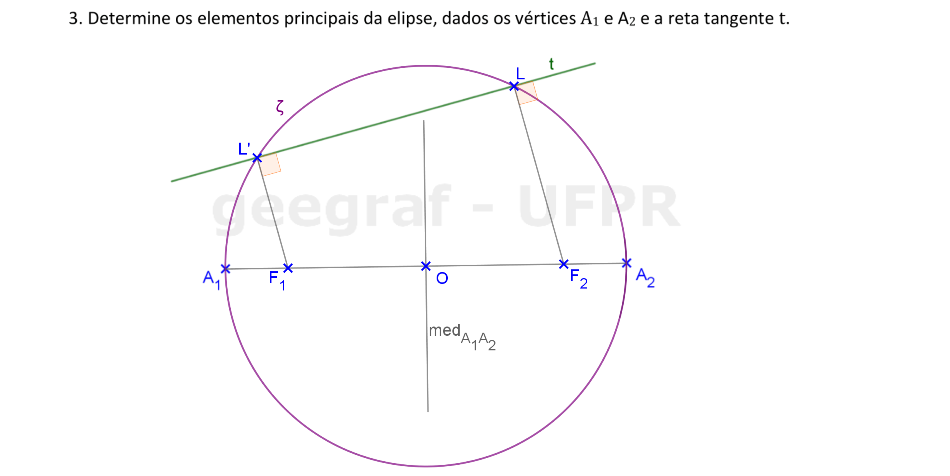 3. Determine os elementos principais da elipse, dados os vértices A1 e A2 e a reta tangente t.
L
t
ζ
L'
geegraf - UFPR
A1
F1
O
F2
A2
medA1A2